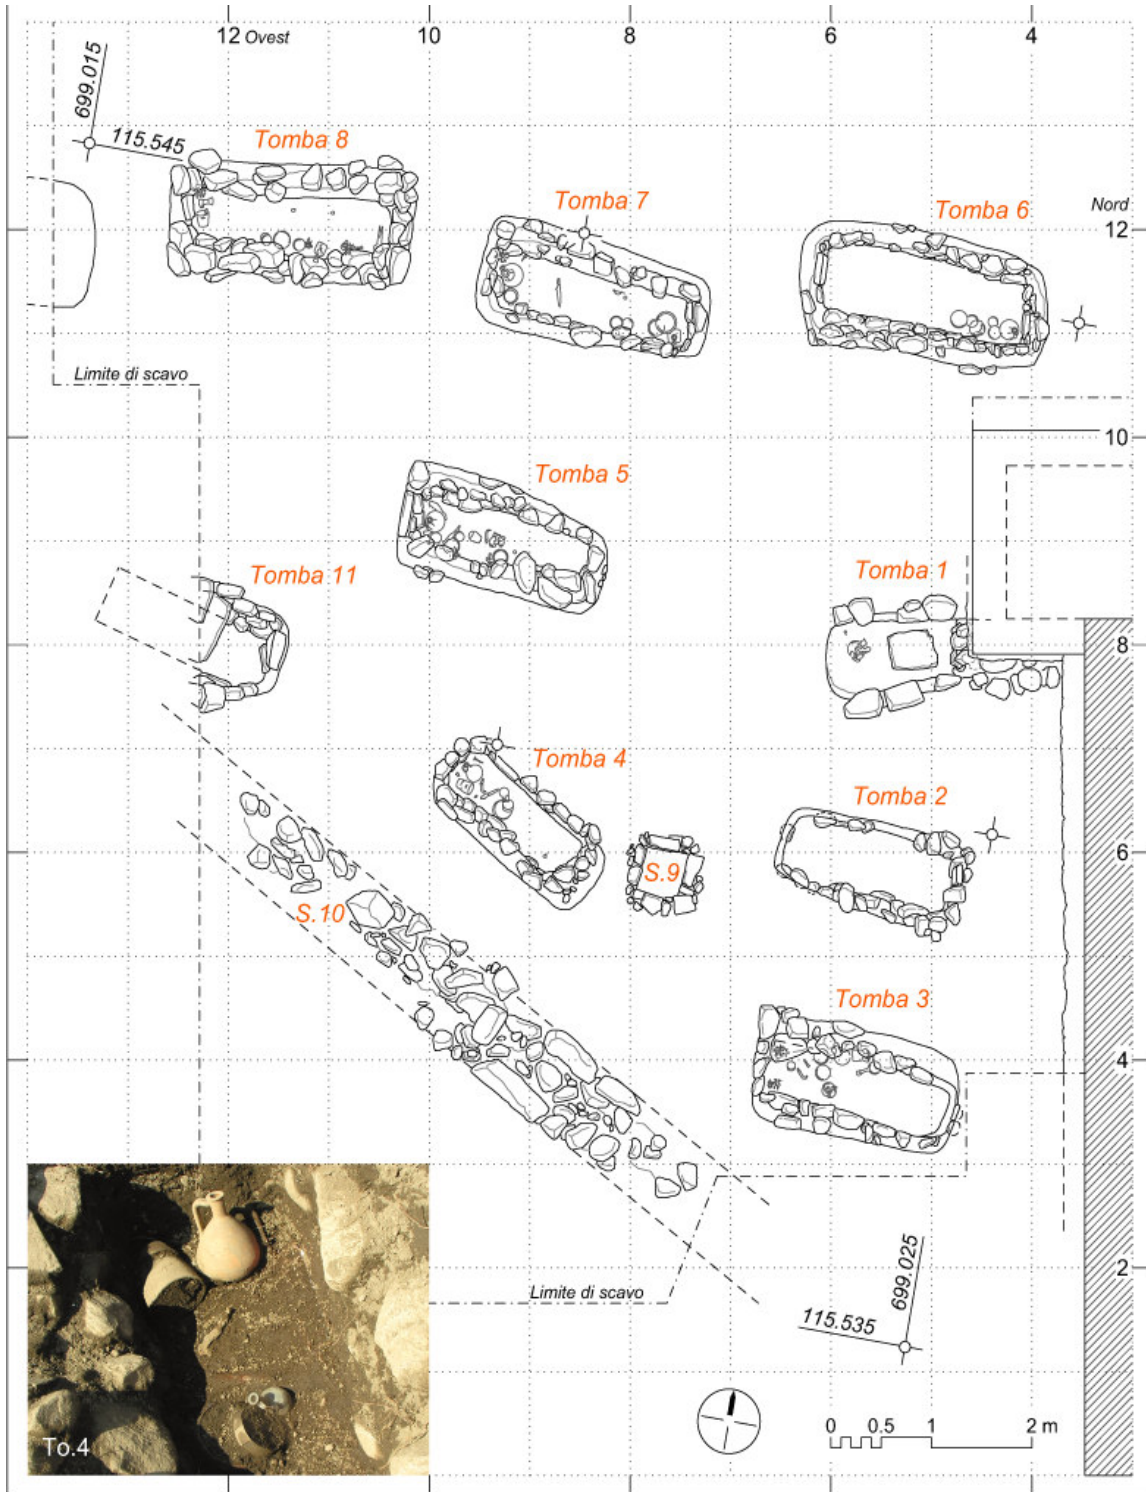 12 Ovest
10
8
6
4
699.015
115.545
Tomba 8
Tomba 7
Tomba 6
Nord
12
Limite di scavo
10
Tomba 5
Tomba 11
Tomba 1
8
Tomba 4
Tomba 2
S.9
6
S.10
Tomba 3
4
699.025
2
Limite di scavo
115.535
0 0.5 1 2 m
To.4